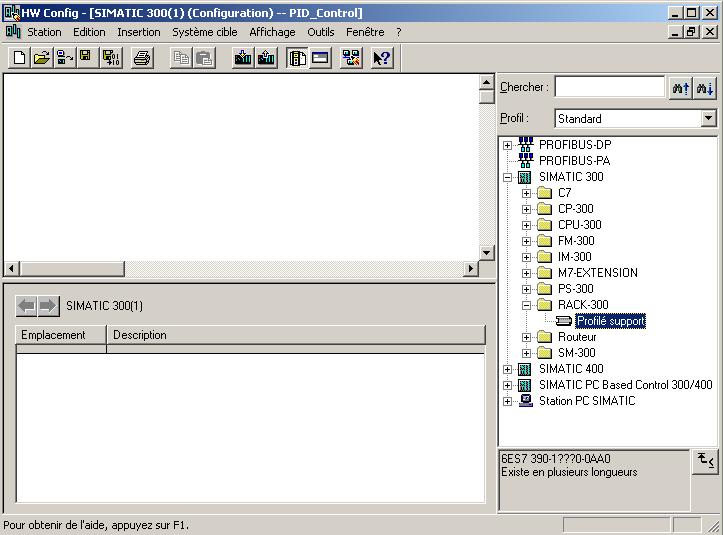 HW Config - [SIMATIC 300(1) (Configuration) -- PID_Control]
Station Edition Insertion Système cible Affichage Outils Fenêtre ?
Chercher :
Profil : Standard
PROFIBUS-DP
PROFIBUS-PA
SIMATIC 300
C7
CP-300
CPU-300
FM-300
IM-300
M7-EXTENSION
PS-300
RACK-300
Profilé support
Routeur
SM-300
SIMATIC 400
SIMATIC PC Based Control 300/400
Station PC SIMATIC
SIMATIC 300(1)
Emplacement Description
6ES7 390-1???0-0AA0
Existe en plusieurs longueurs
Pour obtenir de l'aide, appuyez sur F1.